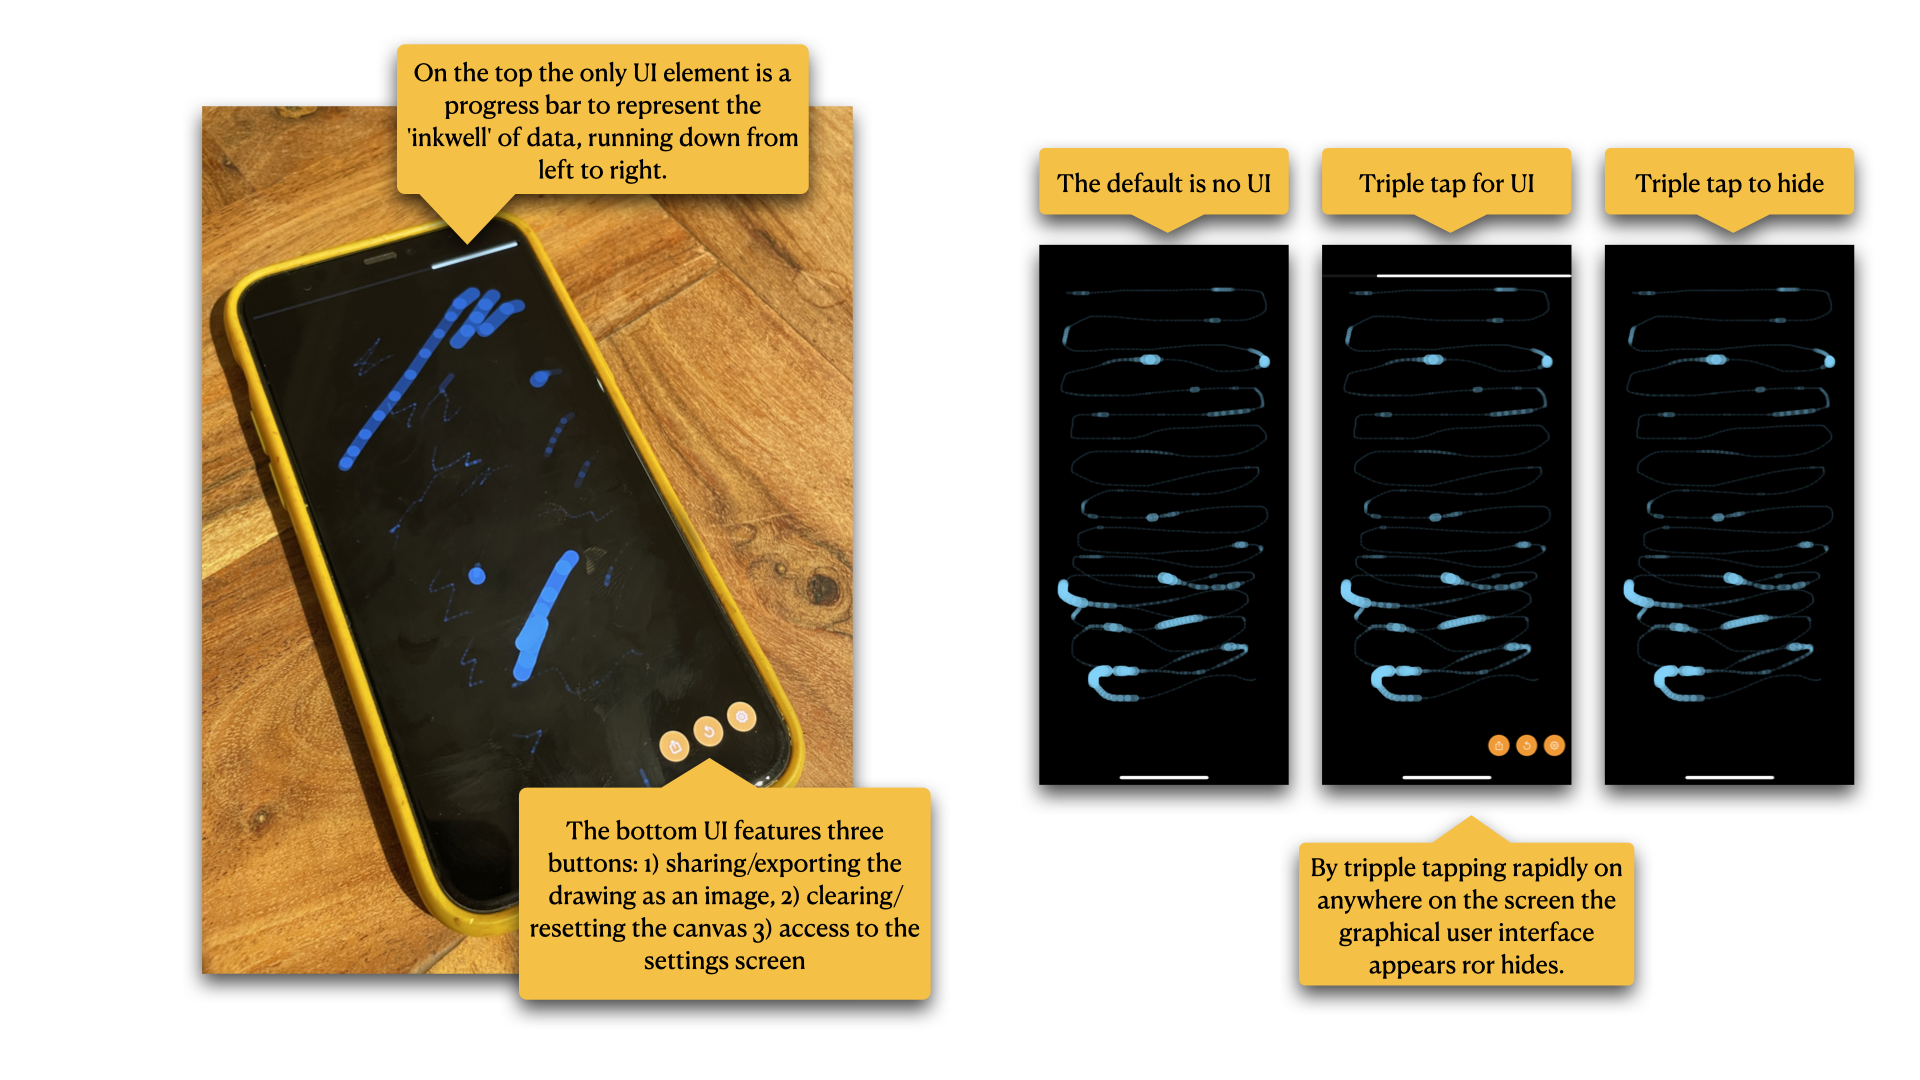 On the top the only UI element is a
progress bar to represent the
'inkwell' of data, running down from
left to right.
The bottom UI features three
buttons: 1) sharing/exporting the
drawing as an image, 2) clearing/
resetting the canvas 3) access to the
settings screen
The default is no UI
Triple tap for UI
Triple tap to hide
By tripple tapping rapidly on
anywhere on the screen the
graphical user interface
appears ror hides.